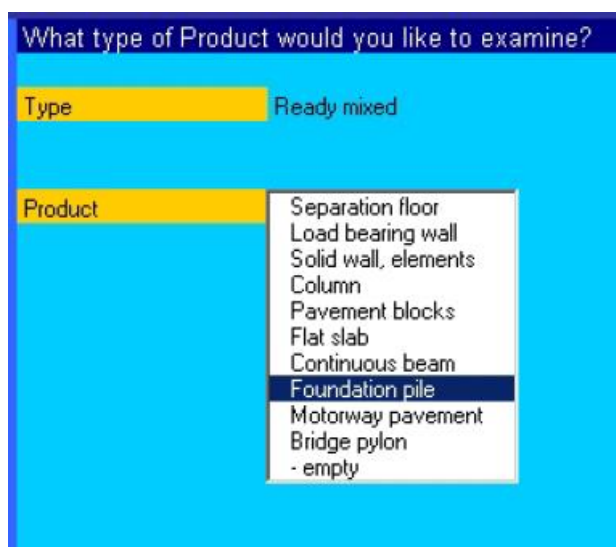 What type of Product would you like to examine?
Type Ready mixed
Product
Separation floor
Load bearing wall
Solid wall, elements
Column
Pavement blocks
Flat slab
Continuous beam
Foundation pile
Motorway pavement
Bridge pylon
- empty